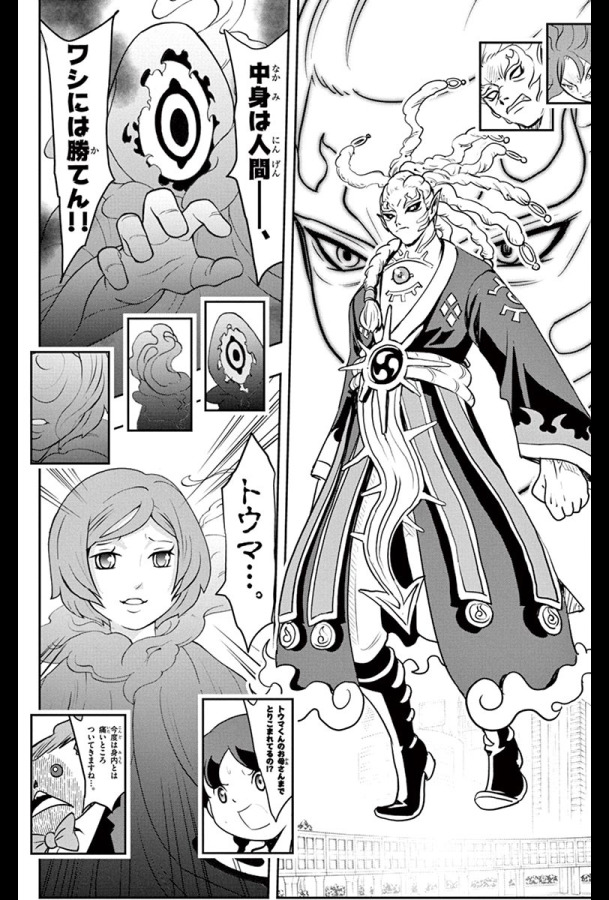 中身は人間──、
ワシには勝てん!!
トウマ…。
トウマくんのお母さんまで
とりこまれてるの!?
今度は身内とは
痛いところ
ついてきますね…。